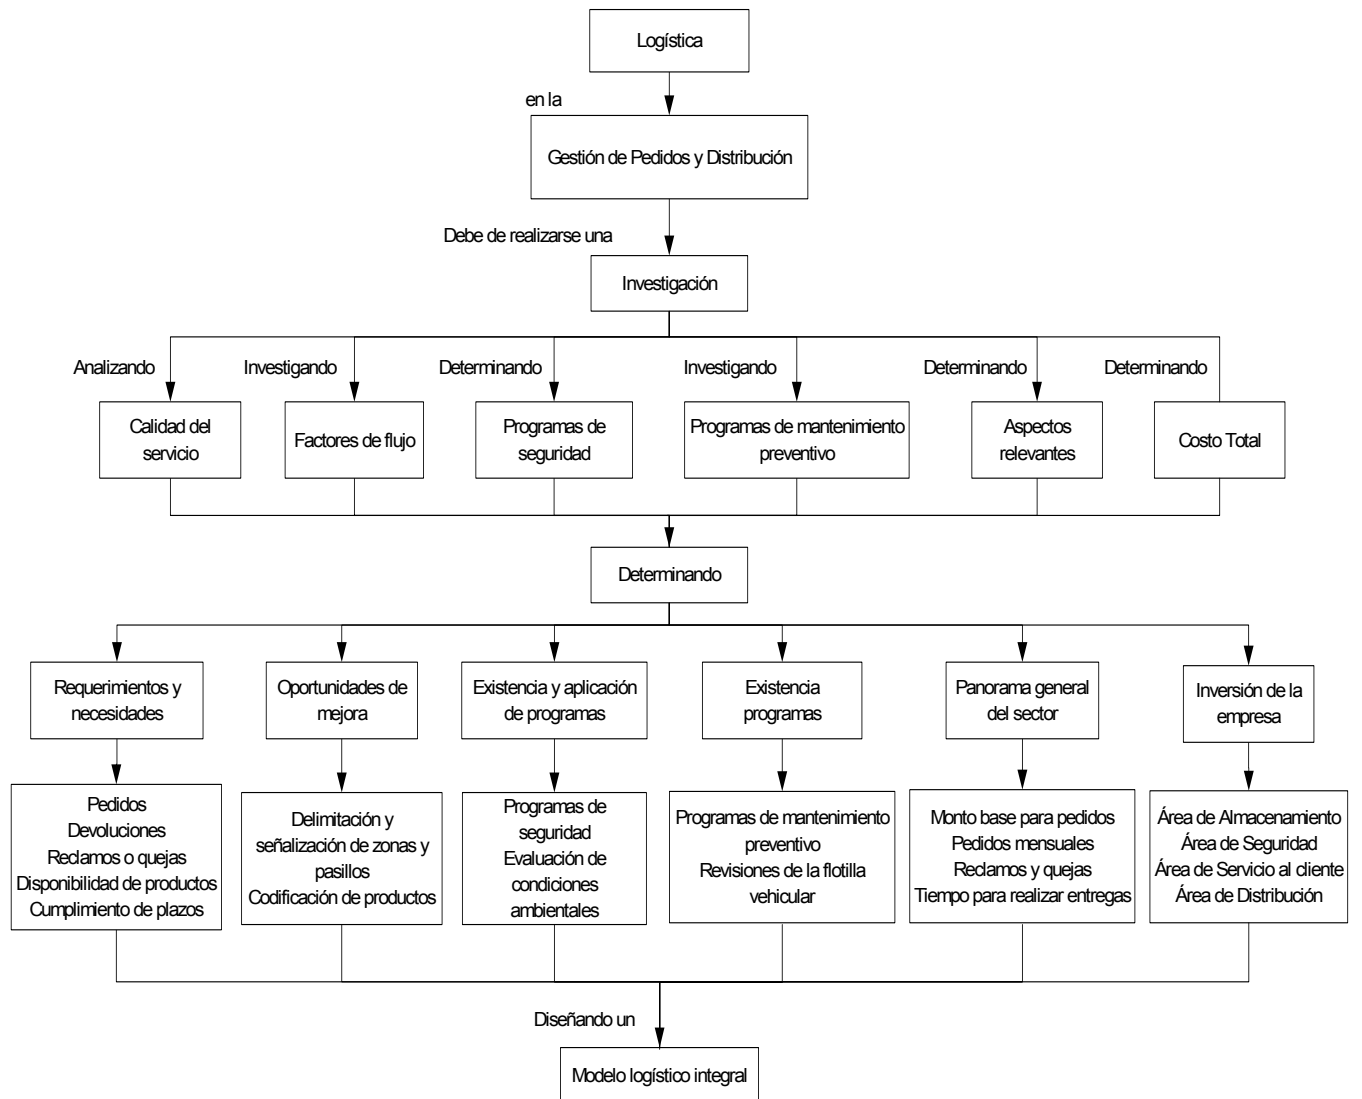 Logística
en la
Gestión de Pedidos y Distribución
Debe de realizarse una
Investigación
Analizando
Investigando
Determinando
Investigando
Determinando
Determinando
Calidad del
servicio
Factores de flujo
Programas de
seguridad
Programas de mantenimiento
preventivo
Aspectos
relevantes
Costo Total
Determinando
Requerimientos y
necesidades
Oportunidades de
mejora
Existencia y aplicación
de programas
Existencia
programas
Panorama general
del sector
Inversión de la
empresa
Pedidos
Devoluciones
Reclamos o quejas
Disponibilidad de productos
Cumplimiento de plazos
Delimitación y
señalización de zonas y
pasillos
Codificación de productos
Programas de
seguridad
Evaluación de
condiciones
ambientales
Programas de mantenimiento
preventivo
Revisiones de la flotilla
vehicular
Monto base para pedidos
Pedidos mensuales
Reclamos y quejas
Tiempo para realizar entregas
Área de Almacenamiento
Área de Seguridad
Área de Servicio al cliente
Área de Distribución
Diseñando un
Modelo logístico integral